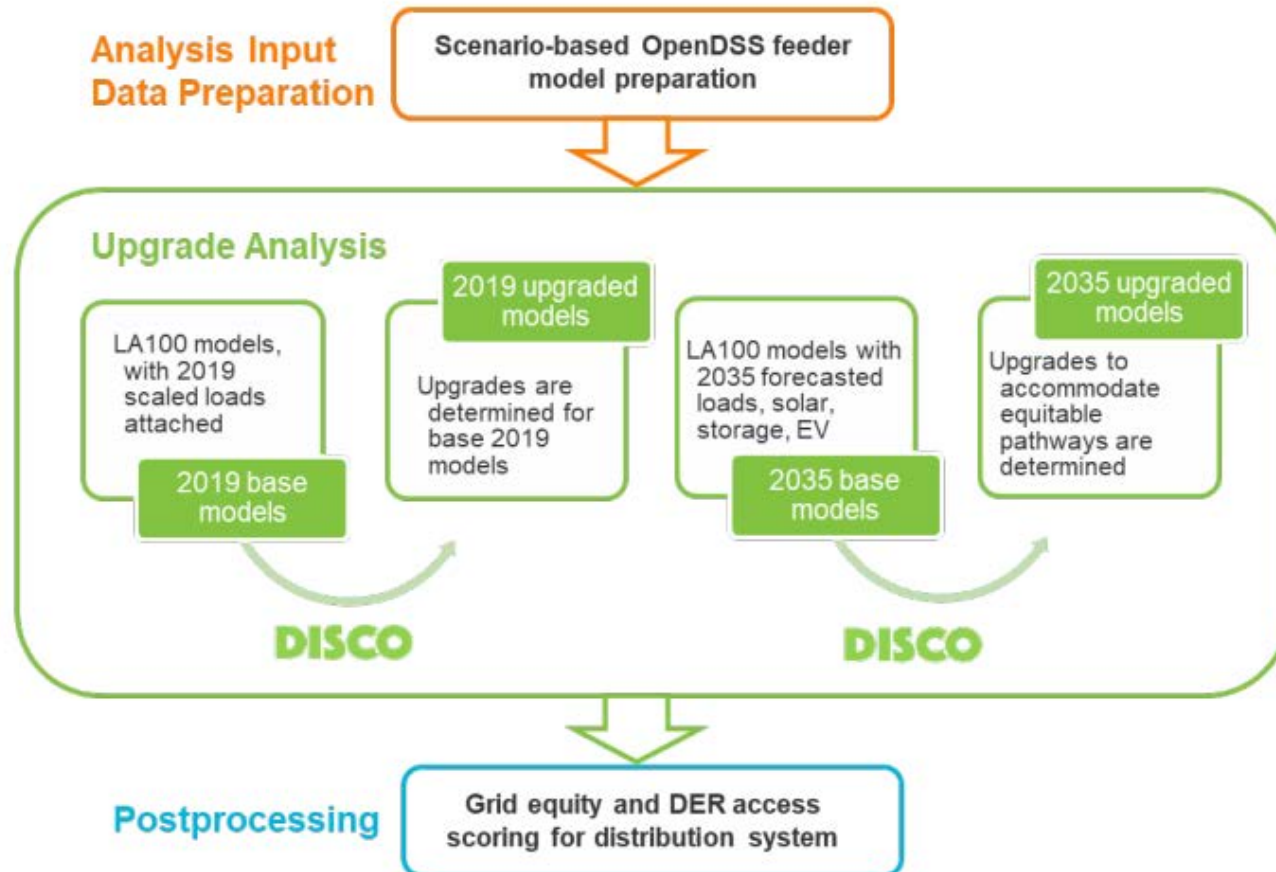 Analysis Input
Data Preparation
Scenario-based OpenDSS feeder
model preparation
Upgrade Analysis
LA100 models,
with 2019
scaled loads
attached
2019 base
models
2019 upgraded
models
Upgrades are
determined for
base 2019
models
LA100 models with
2035 forecasted
loads, solar,
storage, EV
2035 base
models
2035 upgraded
models
Upgrades to
accommodate
equitable
pathways are
determined
DISCO
DISCO
Postprocessing
Grid equity and DER access
scoring for distribution system